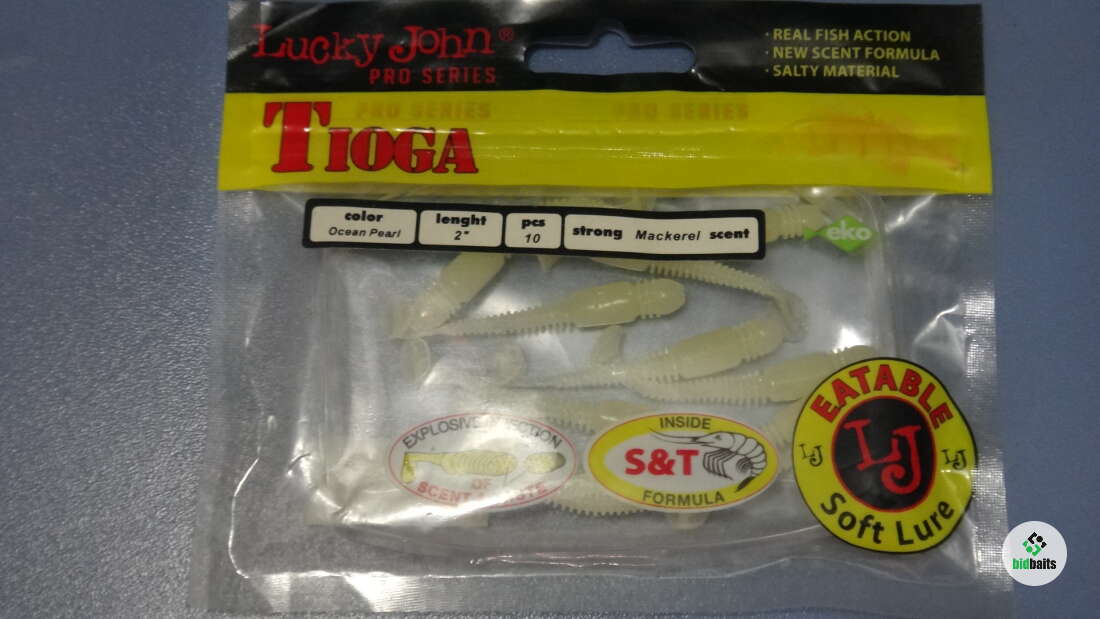 Lucky John®
PRO SERIES
· REAL FISH ACTION
· NEW SCENT FORMULA
· SALTY MATERIAL
PRO SERIES
PRO SERIES
TIOGA
color
Ocean Pearl
lenght
2"
pcs
10
strong Mackerel scent
eko
EXPLOSIVE
OF
SCENT & TASTE
INSIDE
S&T
FORMULA
EATABLE
LJ
LJ
LJ
Soft Lure
bidbaits